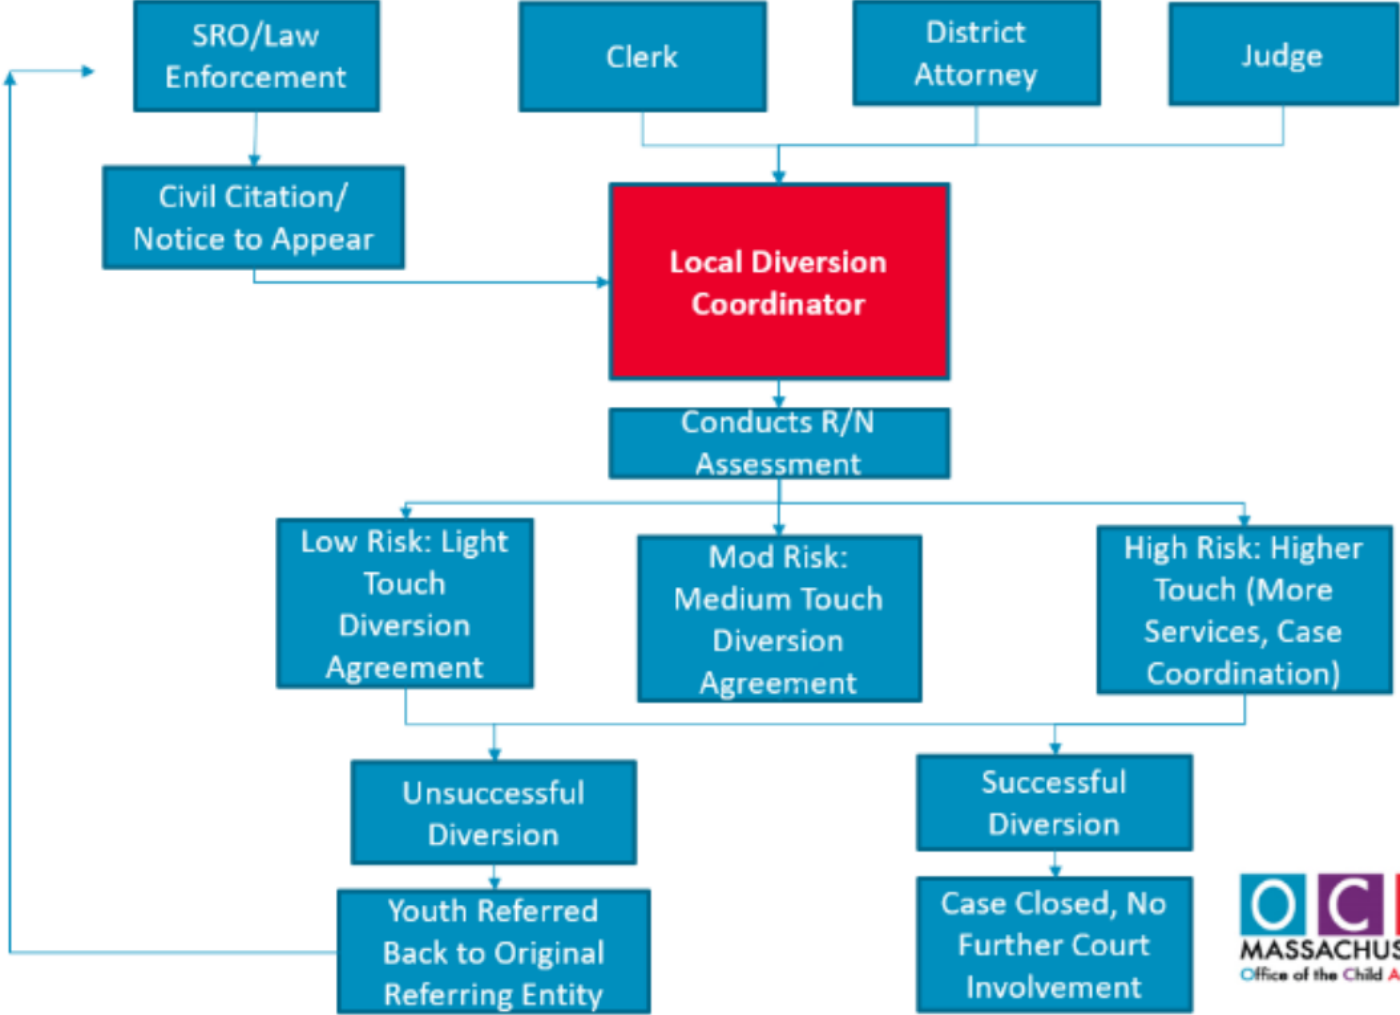 SRO/Law
Enforcement
Clerk
District
Attorney
Judge
Civil Citation/
Notice to Appear
Local Diversion
Coordinator
Conducts R/N
Assessment
Low Risk: Light
Touch
Diversion
Agreement
Mod Risk:
Medium Touch
Diversion
Agreement
High Risk: Higher
Touch (More
Services, Case
Coordination)
Unsuccessful
Diversion
Successful
Diversion
Youth Referred
Back to Original
Referring Entity
Case Closed, No
Further Court
Involvement
OC
MASSACHUS
Office of the Child A